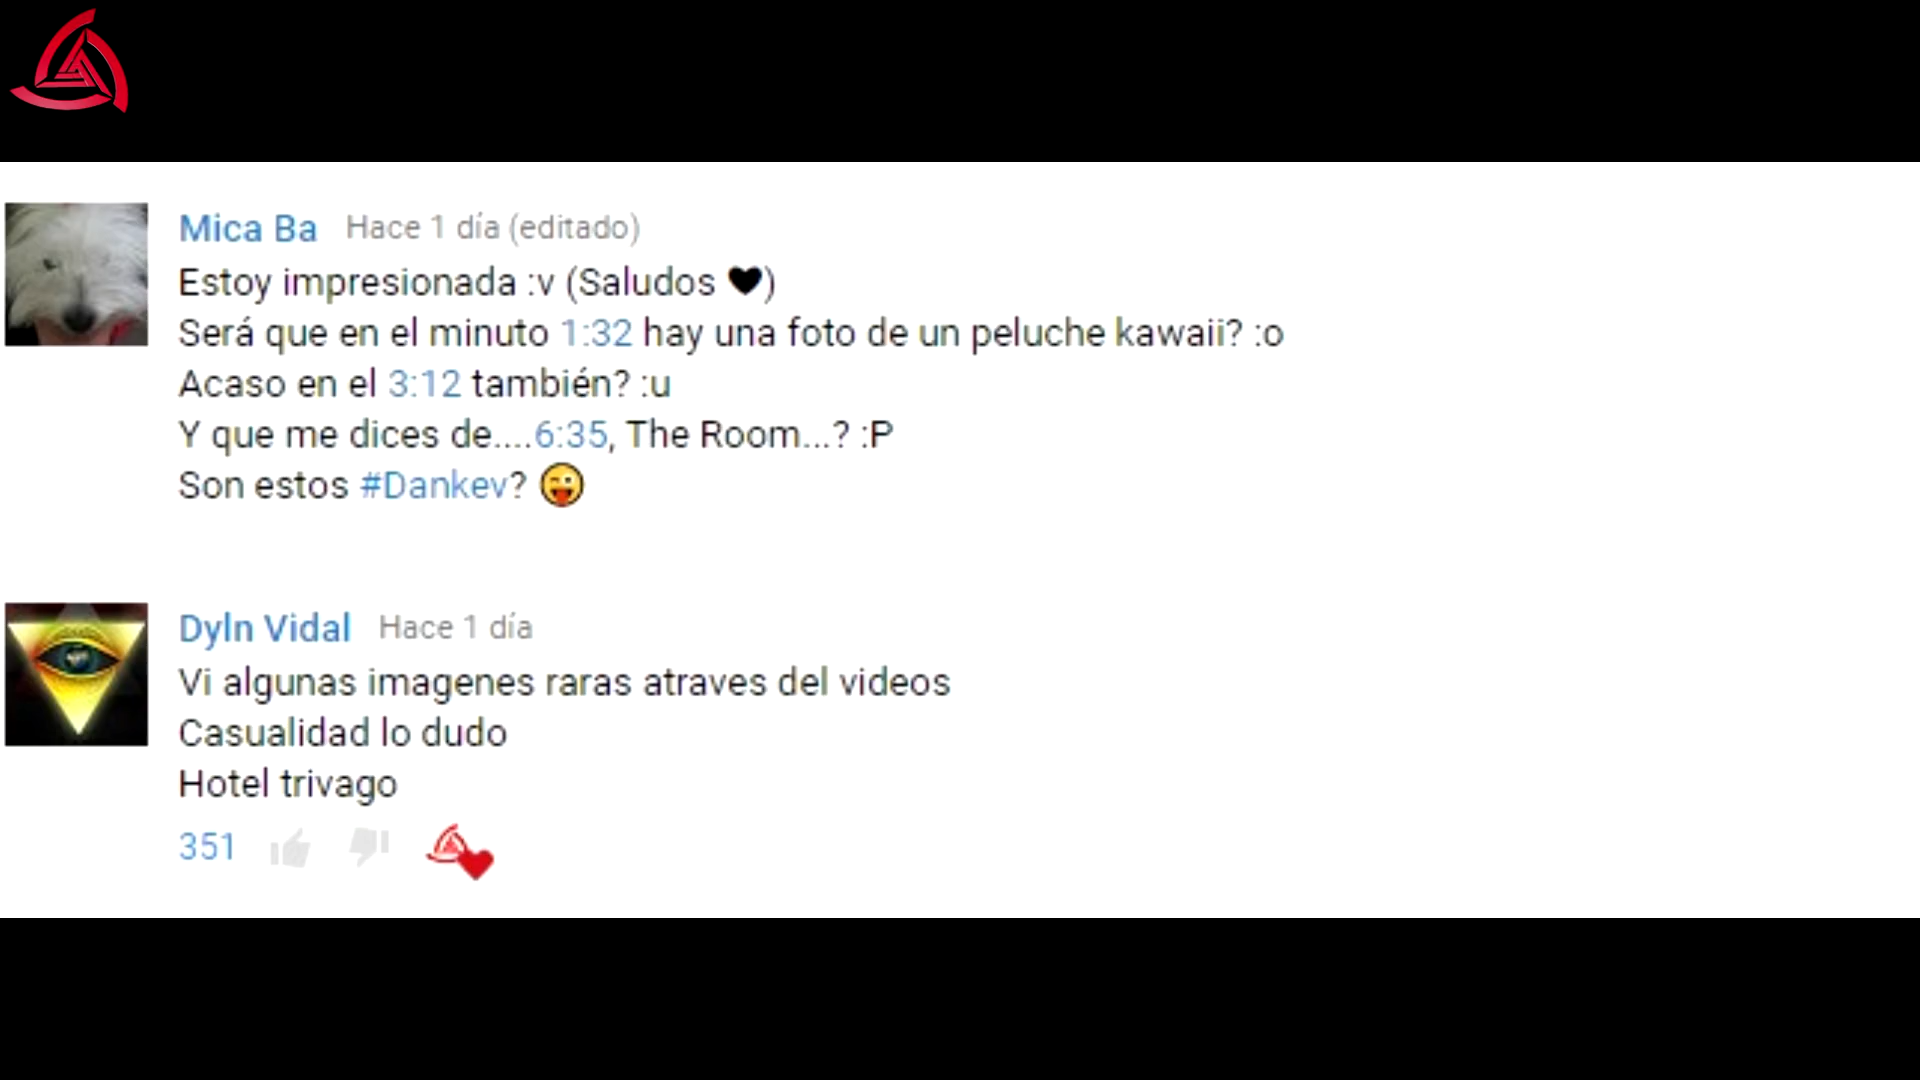 Mica Ba Hace 1 día (editado)
Estoy impresionada :v (Saludos ♥)
Será que en el minuto 1:32 hay una foto de un peluche kawaii? :o
Acaso en el 3:12 también? :u
Y que me dices de....6:35, The Room...? :P
Son estos #Dankev? 😜
Dyln Vidal Hace 1 día
Vi algunas imagenes raras atraves del videos
Casualidad lo dudo
Hotel trivago
351